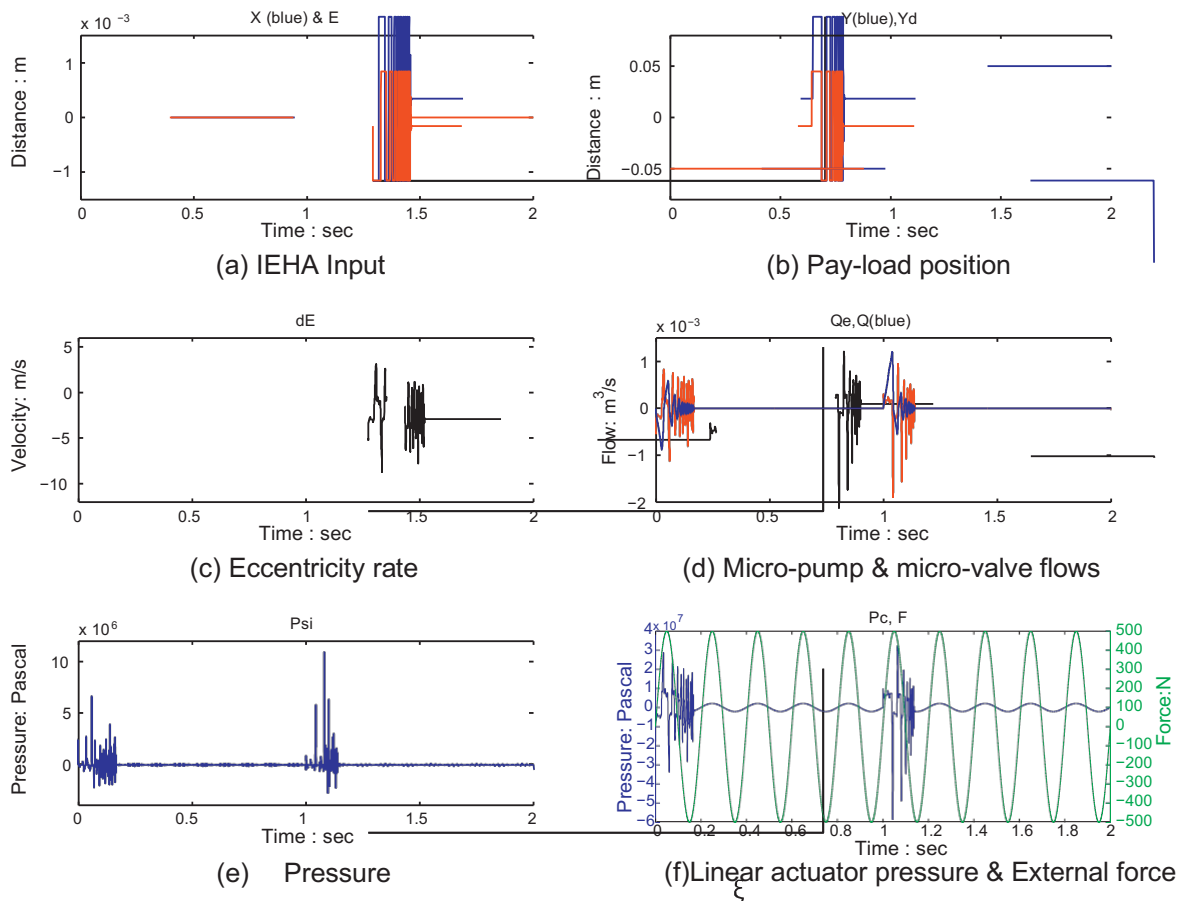 X (blue) & E
x 10 −3
Distance : m
1
0
−1
0 0.5 1 1.5 2
Time : sec
(a) IEHA Input
Y(blue),Yd
Distance : m
0.05
0
−0.05
0 0.5 1 1.5 2
Time : sec
(b) Pay-load position
dE
Velocity: m/s
5
0
−5
−10
0 0.5 1 1.5 2
Time : sec
(c) Eccentricity rate
Qe,Q(blue)
x 10 −3
Flow: m3/s
1
0
−1
−2
0 0.5 1 1.5 2
Time : sec
(d) Micro-pump & micro-valve flows
Psi
x 10 6
Pressure: Pascal
10
5
0
0 0.5 1 1.5 2
Time : sec
(e) Pressure
Pc, F
x 10 7
Pressure: Pascal
4
3
2
1
0
−1
−2
−3
−4
−5
−6
0 0.2 0.4 0.6 0.8 1 1.2 1.4 1.6 1.8 2
Time : sec
500
400
300
200
100
0
−100
−200
−300
−400
−500
Force:N
(f)Linear actuator pressure & External force
ξ